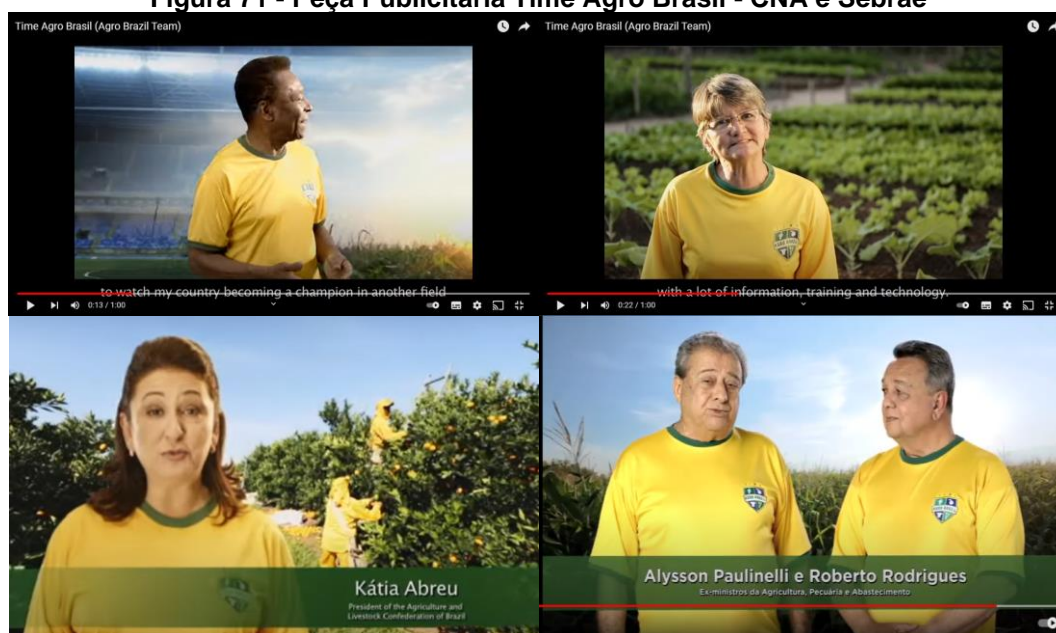 Figura 71 - Peça Publicitária Time Agro Brasil - CNA e Sebrae
Time Agro Brasil (Agro Brazil Team)
to watch my country becoming a champion in another field
0:13 / 1:00
Time Agro Brasil (Agro Brazil Team)
with a lot of information, training and technology.
0:22 / 1:00
Kátia Abreu
President of the Agriculture and
Livestock Confederation of Brazil
Alysson Paulinelli e Roberto Rodrigues
Ex-ministros da Agricultura, Pecuária e Abastecimento